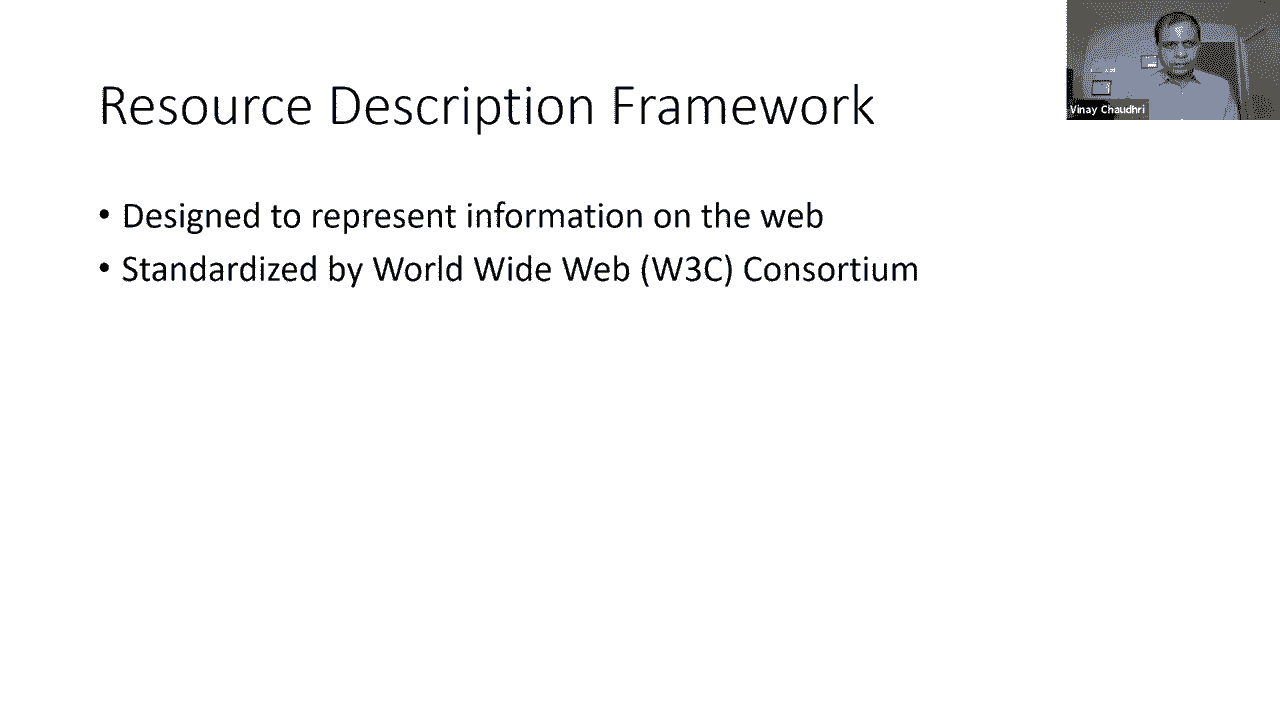 Resource Description Framework
• Designed to represent information on the web
• Standardized by World Wide Web (W3C) Consortium
Vinay Chaudhri